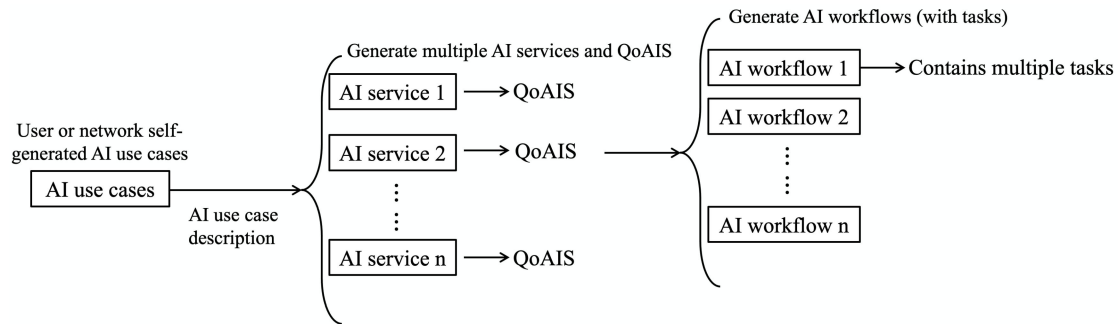 User or network self-
generated AI use cases
AI use cases
AI use case
description
Generate multiple AI services and QoAIS
AI service 1
QoAIS
AI service 2
QoAIS
AI service n
QoAIS
Generate AI workflows (with tasks)
AI workflow 1
Contains multiple tasks
AI workflow 2
AI workflow n